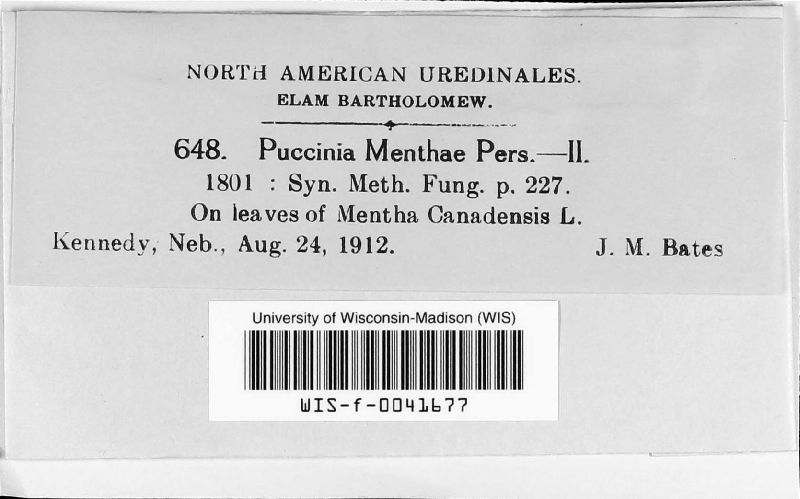 NORTH AMERICAN UREDINALES.
ELAM BARTHOLOMEW.
648. Puccinia Menthae Pers.—II.
1801 : Syn. Meth. Fung. p. 227.
On leaves of Mentha Canadensis L.
Kennedy, Neb., Aug. 24, 1912. J. M. Bates
University of Wisconsin-Madison (WIS)
WIS-f-0041677